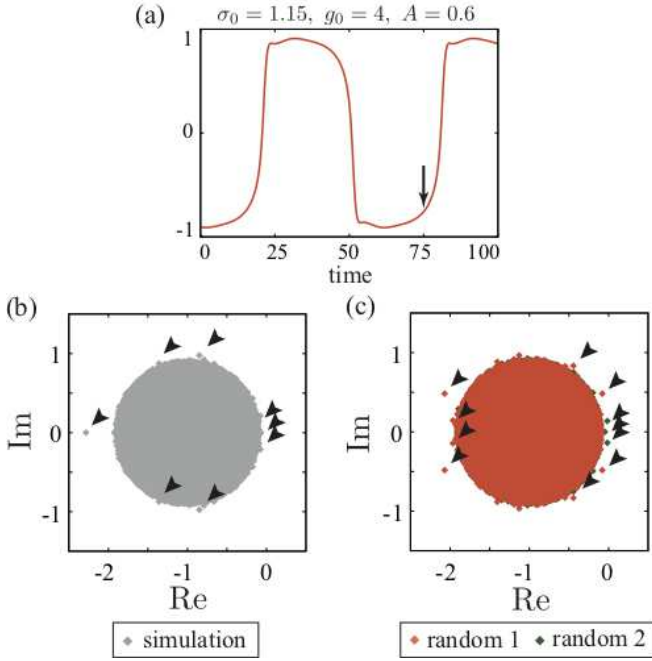 (a)
σ₀ = 1.15, g₀ = 4, A = 0.6
1
0
-1
0 25 50 75 100
time
(b)
1
0
-1
Im
-2 -1 0
Re
simulation
(c)
1
0
-1
Im
-2 -1 0
Re
random 1 random 2